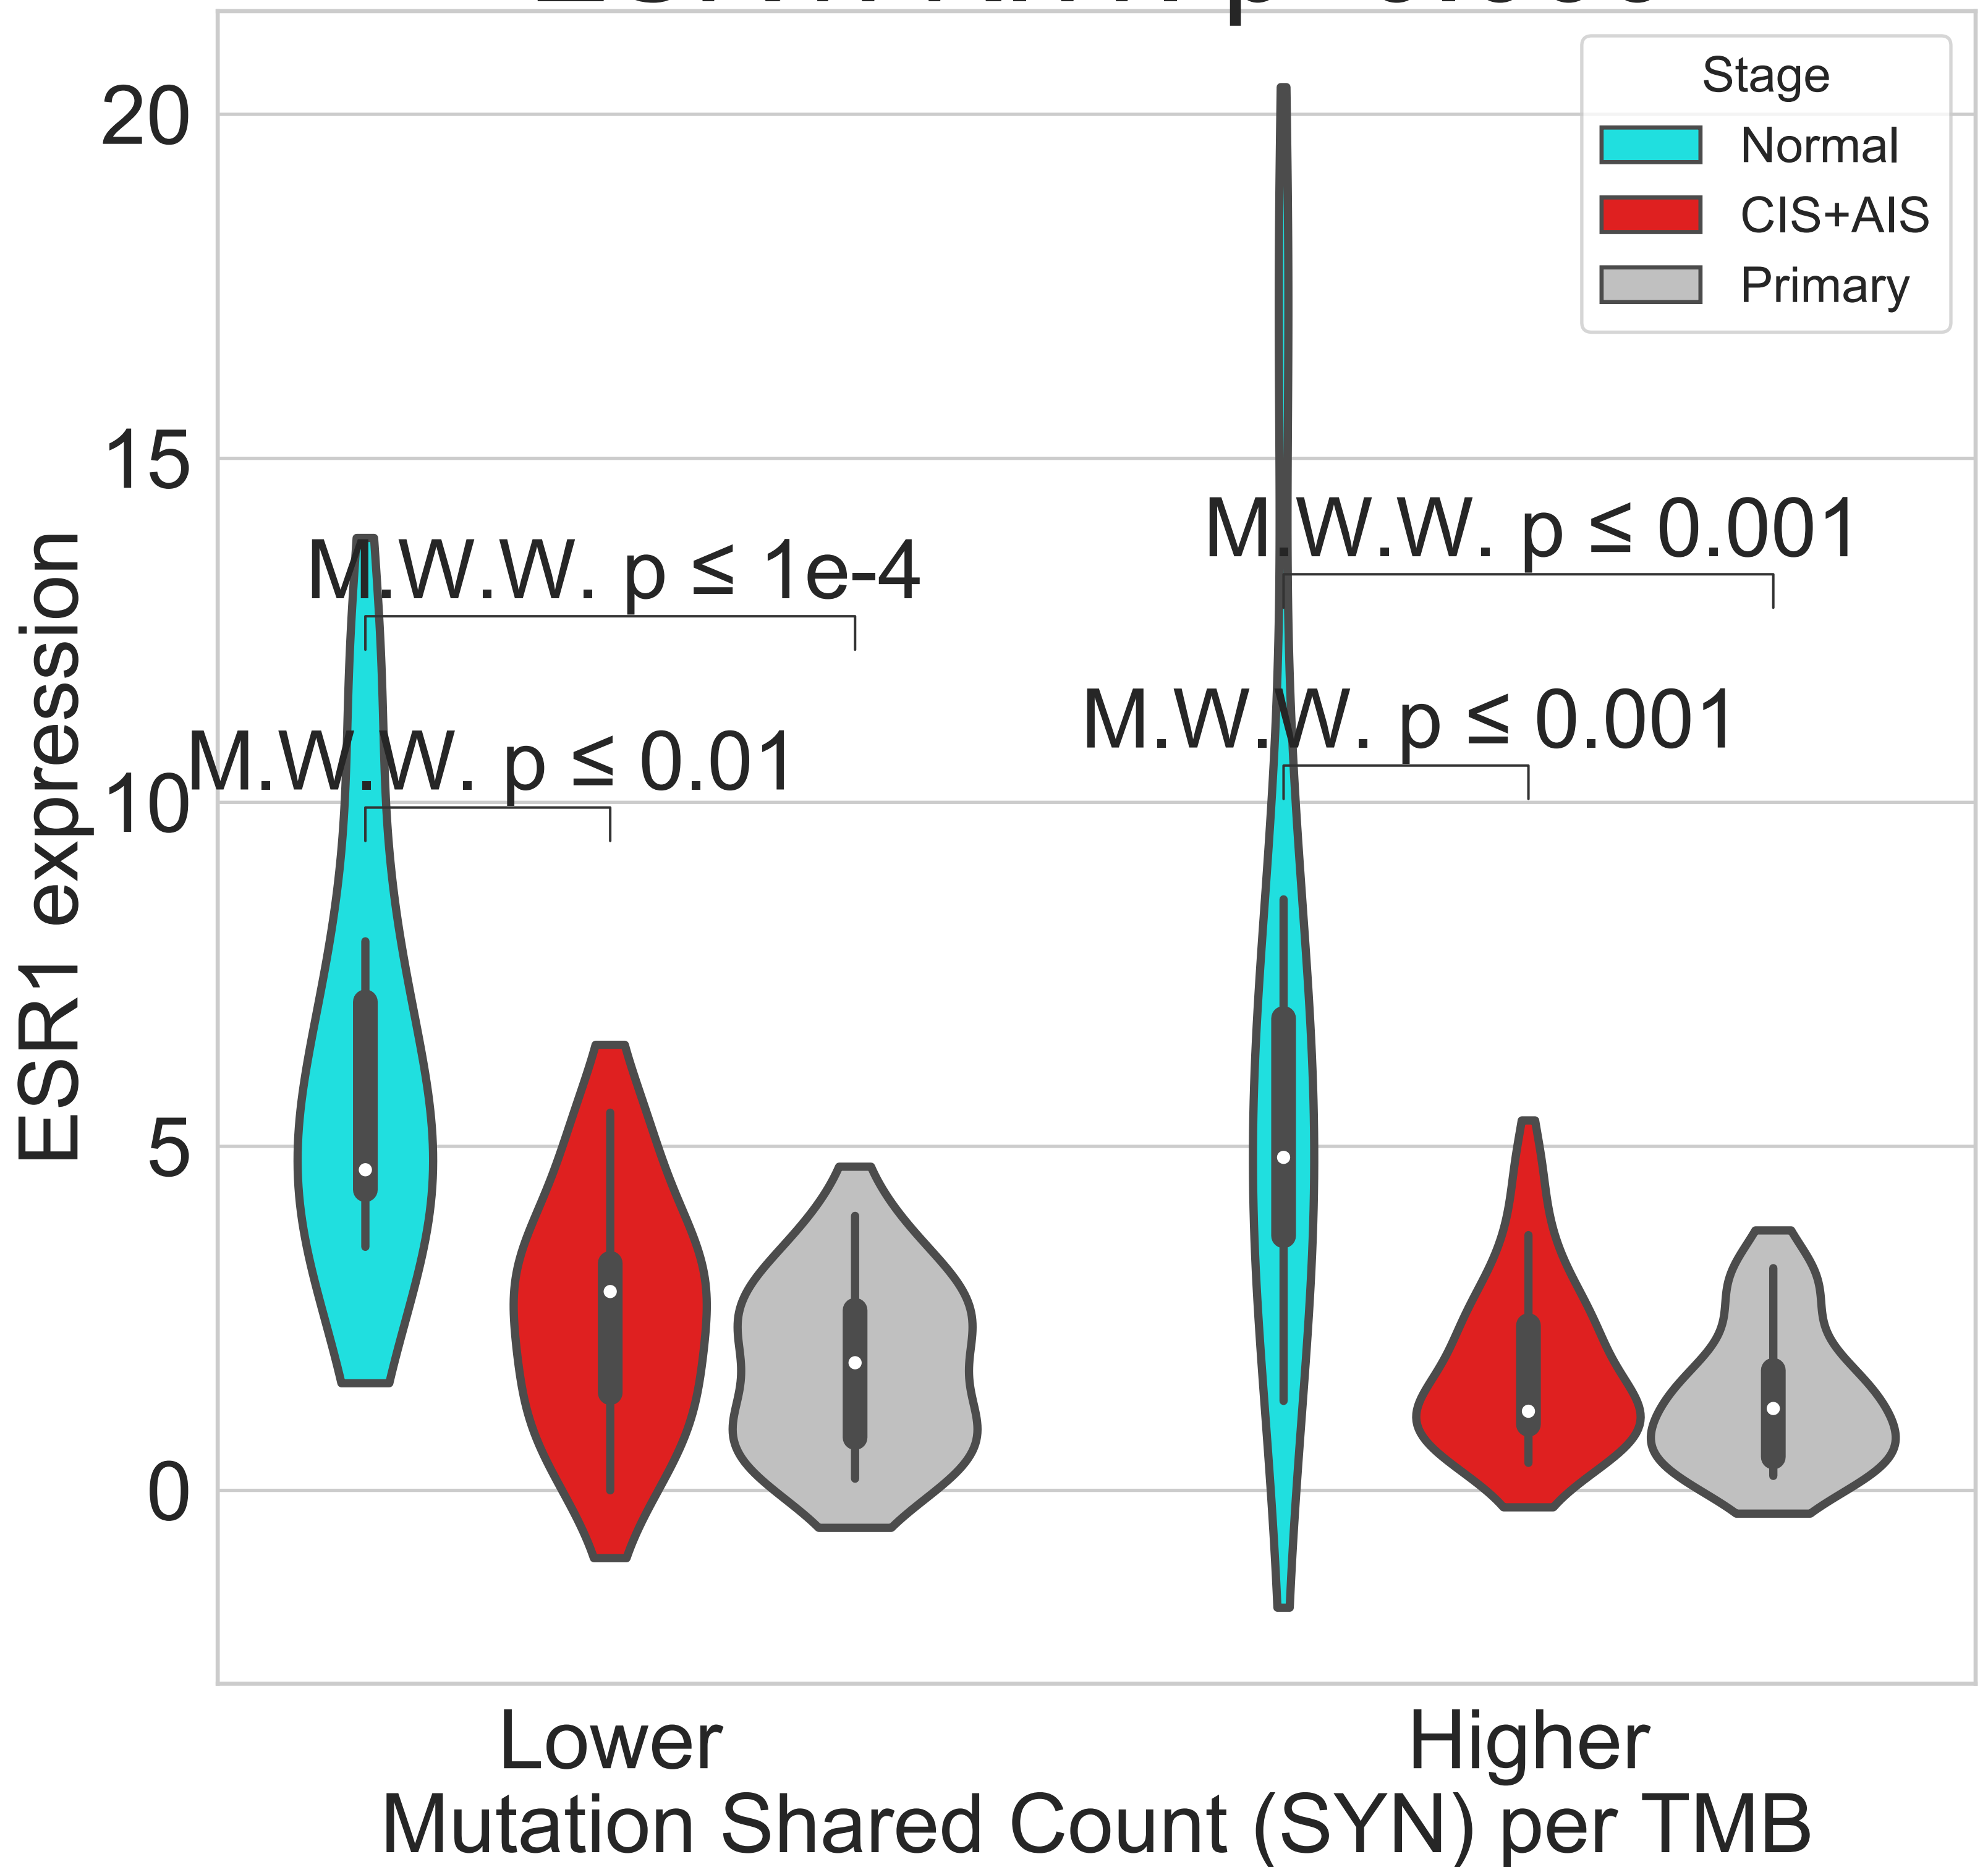 Stage
Normal
CIS+AIS
Primary
20
15
10
5
0
ESR1 expression
M.W.W. p ≤ 1e-4
M.W.W. p ≤ 0.01
M.W.W. p ≤ 0.001
M.W.W. p ≤ 0.001
Lower
Higher
Mutation Shared Count (SYN) per TMB